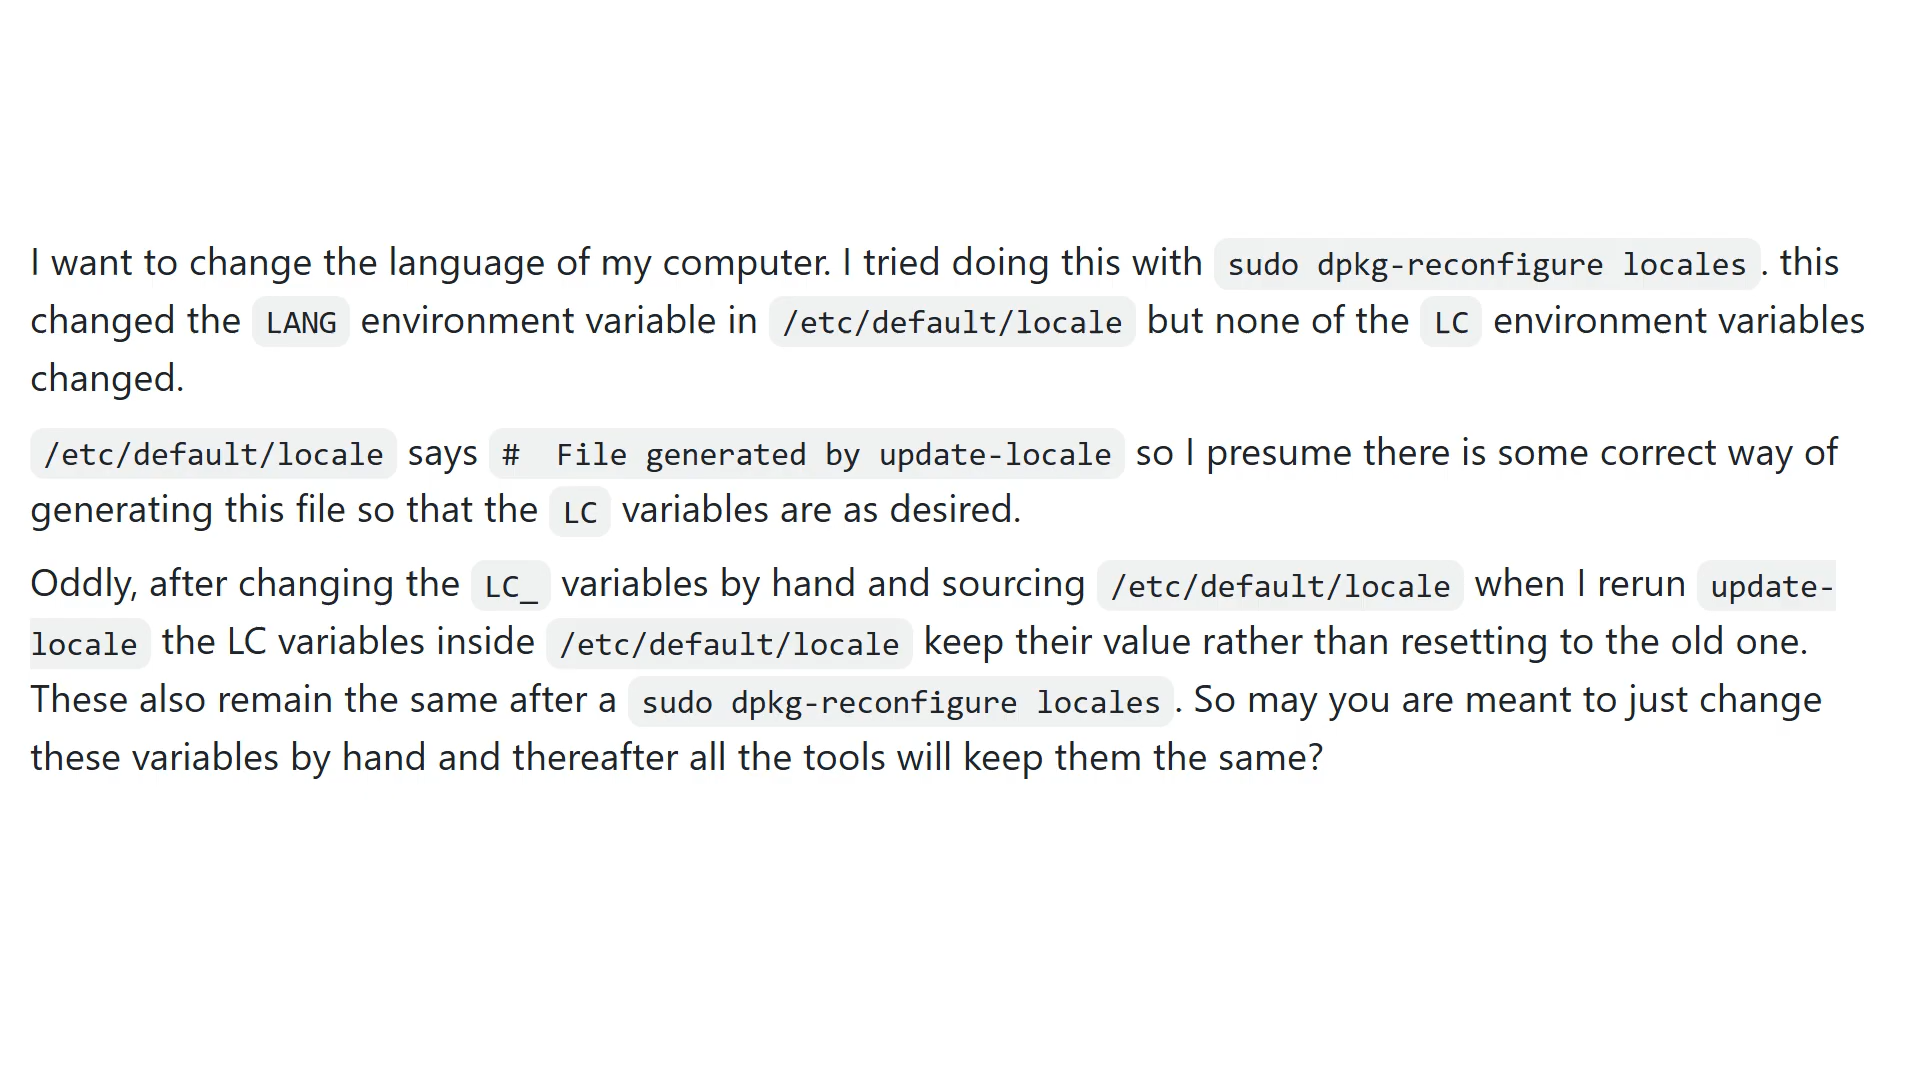 I want to change the language of my computer. I tried doing this with sudo dpkg-reconfigure locales . this
changed the LANG environment variable in /etc/default/locale but none of the LC environment variables
changed.
/etc/default/locale says #  File generated by update-locale so I presume there is some correct way of
generating this file so that the LC variables are as desired.
Oddly, after changing the LC_ variables by hand and sourcing /etc/default/locale when I rerun update-
locale the LC variables inside /etc/default/locale keep their value rather than resetting to the old one.
These also remain the same after a sudo dpkg-reconfigure locales . So may you are meant to just change
these variables by hand and thereafter all the tools will keep them the same?